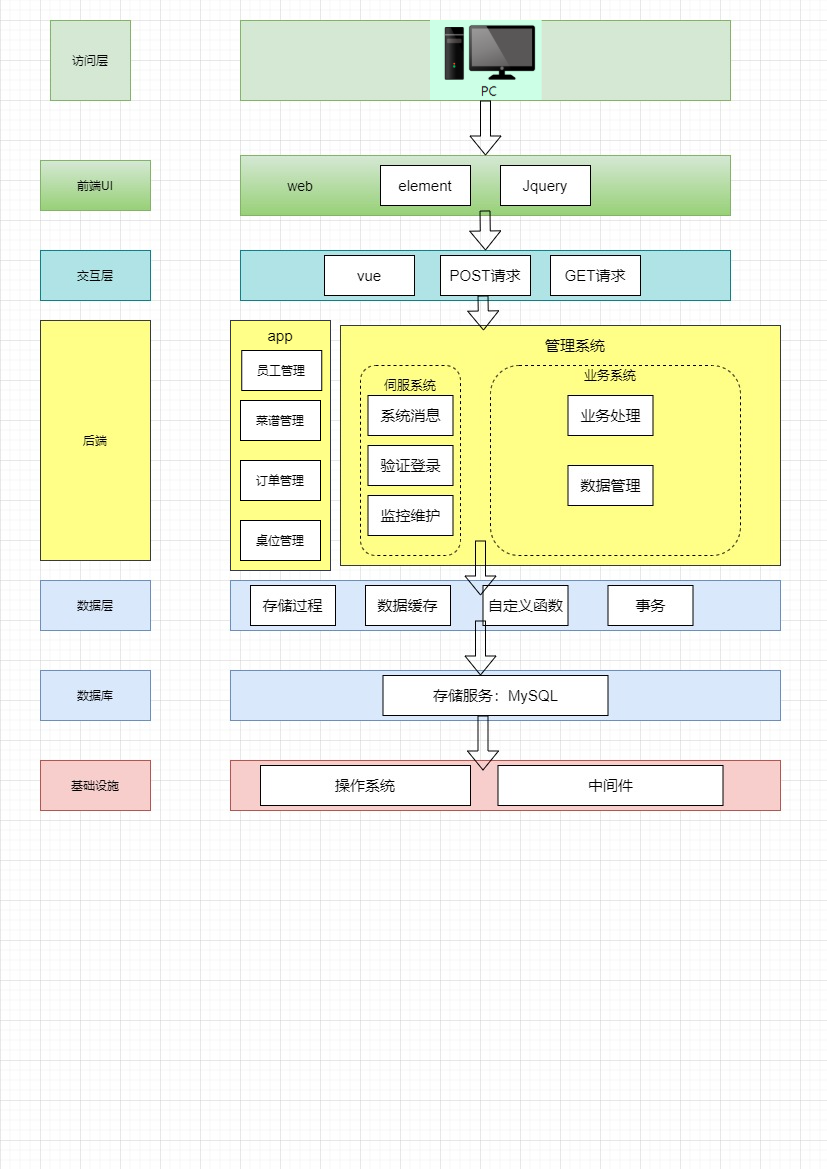 访问层
PC
前端UI
web
element
Jquery
交互层
vue
POST请求
GET请求
后端
app
员工管理
菜谱管理
订单管理
桌位管理
管理系统
伺服系统
系统消息
验证登录
监控维护
业务系统
业务处理
数据管理
数据层
存储过程
数据缓存
自定义函数
事务
数据库
存储服务：MySQL
基础设施
操作系统
中间件